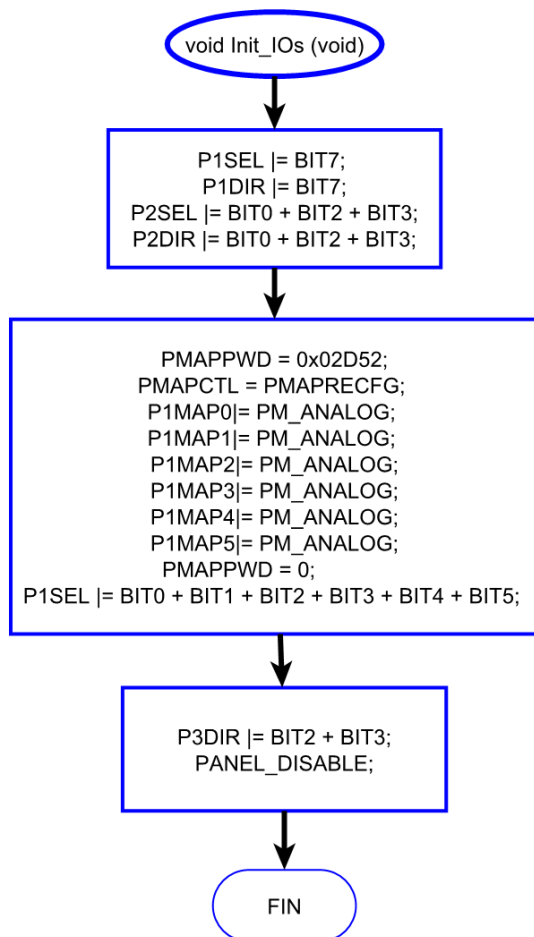 void Init_IOs (void)
P1SEL |= BIT7;
P1DIR |= BIT7;
P2SEL |= BIT0 + BIT2 + BIT3;
P2DIR |= BIT0 + BIT2 + BIT3;
PMAPPWD = 0x02D52;
PMAPCTL = PMAPRECFG;
P1MAP0|= PM_ANALOG;
P1MAP1|= PM_ANALOG;
P1MAP2|= PM_ANALOG;
P1MAP3|= PM_ANALOG;
P1MAP4|= PM_ANALOG;
P1MAP5|= PM_ANALOG;
PMAPPWD = 0;
P1SEL |= BIT0 + BIT1 + BIT2 + BIT3 + BIT4 + BIT5;
P3DIR |= BIT2 + BIT3;
PANEL_DISABLE;
FIN